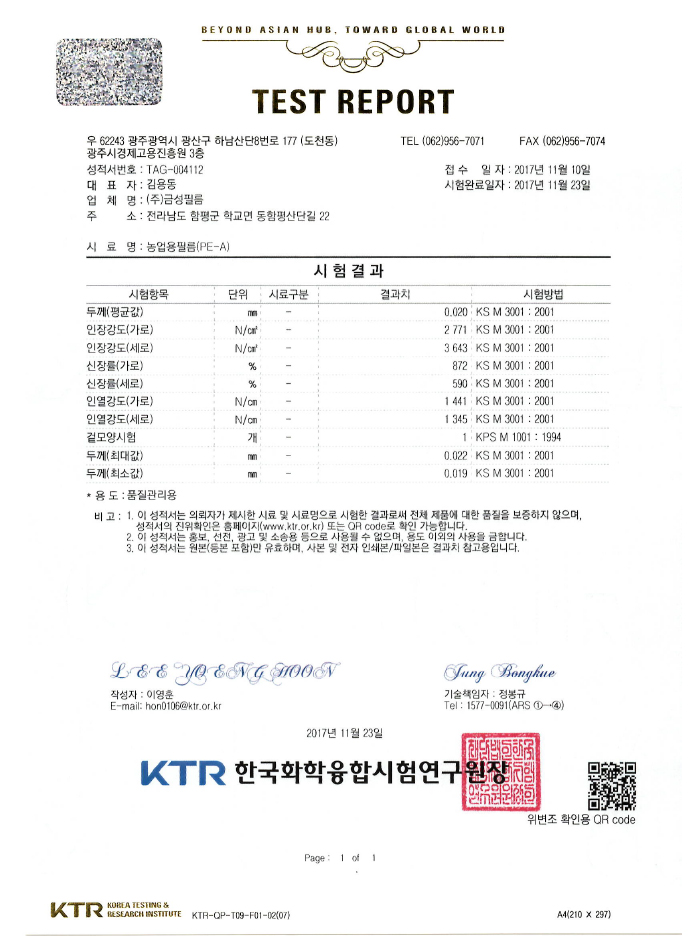 BEYOND ASIAN HUB, TOWARD GLOBAL WORLD
TEST REPORT
우 62243 광주광역시 광산구 하남산단8번로 177 (도천동) TEL (062)956-7071 FAX (062)956-7074
광주시경제고용진흥원 3층
성적서번호 : TAG-004112 접 수 일 자 : 2017년 11월 10일
대 표 자 : 김용동 시험완료일자 : 2017년 11월 23일
업 체 명 : (주)금성필름
주 소 : 전라남도 함평군 학교면 동함평산단길 22
시 료 명 : 농업용필름(PE-A)
시 험 결 과
시험항목 단위 시료구분 결과치 시험방법
두께(평균값) ㎜ - 0.020 KS M 3001 : 2001
인장강도(가로) N/㎠ - 2 771 KS M 3001 : 2001
인장강도(세로) N/㎠ - 3 643 KS M 3001 : 2001
신장률(가로) % - 872 KS M 3001 : 2001
신장률(세로) % - 590 KS M 3001 : 2001
인열강도(가로) N/㎝ - 1 441 KS M 3001 : 2001
인열강도(세로) N/㎝ - 1 345 KS M 3001 : 2001
겉모양시험 개 - 1 KPS M 1001 : 1994
두께(최대값) ㎜ - 0.022 KS M 3001 : 2001
두께(최소값) ㎜ - 0.019 KS M 3001 : 2001
* 용 도 : 품질관리용
비 고 : 1. 이 성적서는 의뢰자가 제시한 시료 및 시료명으로 시험한 결과로써 전체 제품에 대한 품질을 보증하지 않으며,
성적서의 진위확인은 홈페이지(www.ktr.or.kr) 또는 QR code로 확인 가능합니다.
2. 이 성적서는 홍보, 선전, 광고 및 소송용 등으로 사용될 수 없으며, 용도 이외의 사용을 금합니다.
3. 이 성적서는 원본(등본 포함)만 유효하며, 사본 및 전자 인쇄본/파일본은 결과치 참고용입니다.
LEE YOENG HOON Jung Bongkue
작성자 : 이영훈 기술책임자 : 정봉규
E-mail: hon0106@ktr.or.kr Tel : 1577-0091(ARS ①→④)
2017년 11월 23일
KTR 한국화학융합시험연구원장
위변조 확인용 QR code
Page : 1 of 1
KTR KOREA TESTING &
RESEARCH INSTITUTE KTR-QP-T09-F01-02(07) A4(210 X 297)